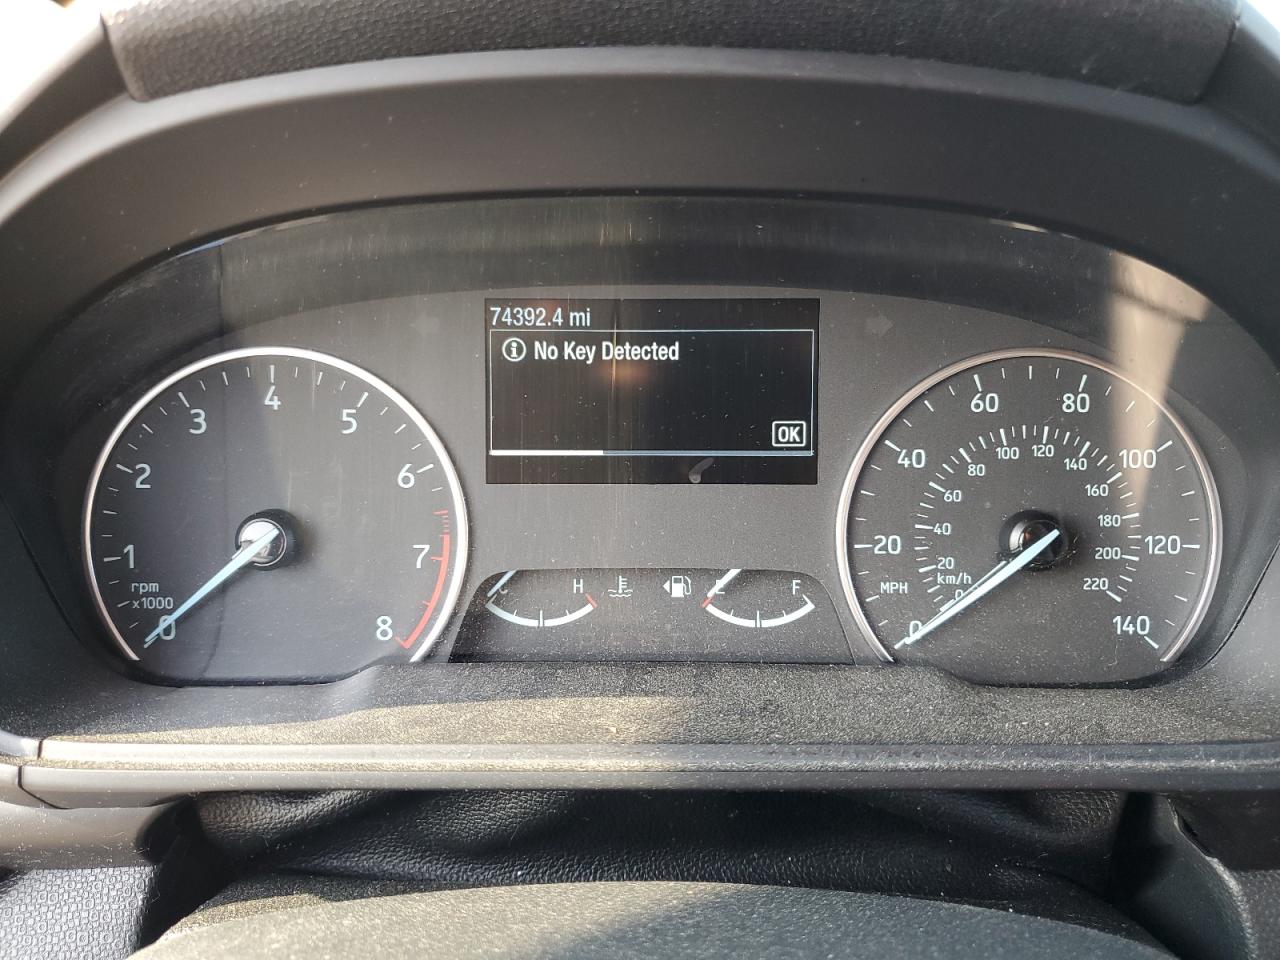 74392.4 mi
i No Key Detected
OK
0 1 2 3 4 5 6 7 8
rpm
x1000
C H
E F
0 20 40 60 80 100 120 140
MPH
km/h
0 20 40 60 80 100 120 140 160 180 200 220